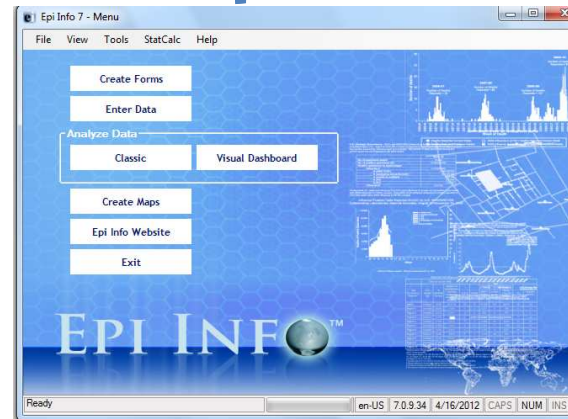 Epi Info 7 - Menu
File View Tools StatCalc Help
Create Forms
Enter Data
Analyze Data
Classic Visual Dashboard
Create Maps
Epi Info Website
Exit
EPI INFO™
Ready en-US 7.0.9.34 4/16/2012 CAPS NUM INS